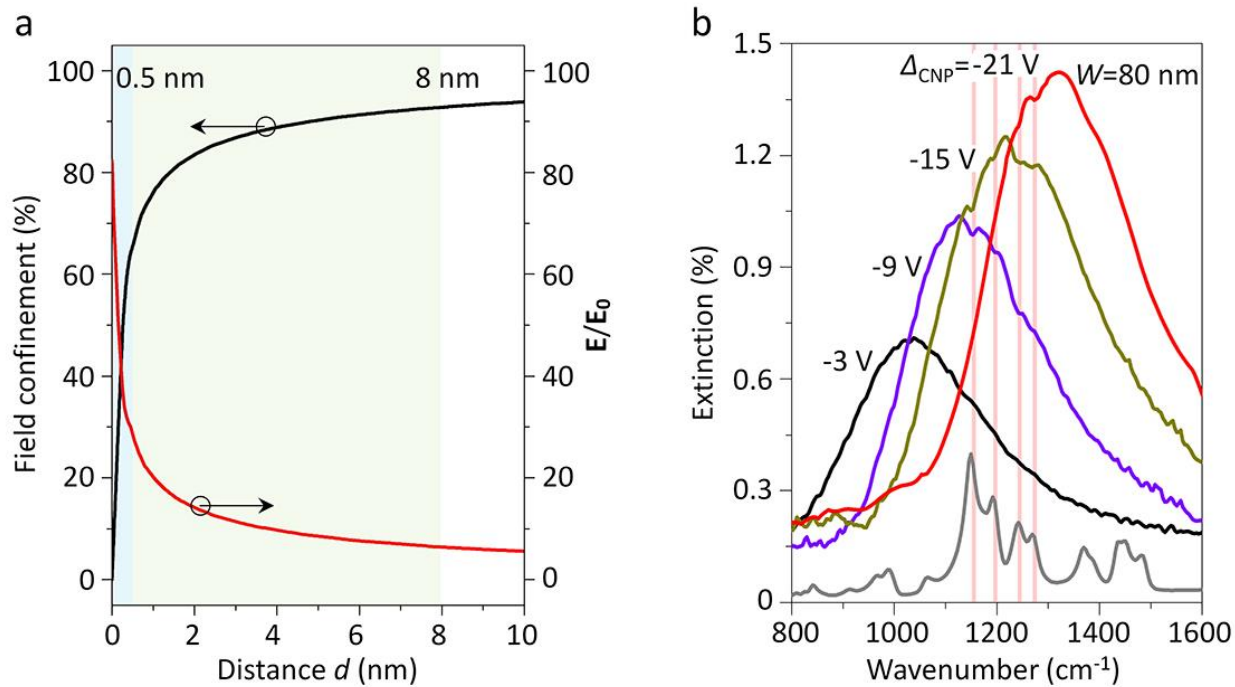 a
0.5 nm
8 nm
100
80
60
40
20
0
Field confinement (%)
100
80
60
40
20
0
E/E₀
0
2
4
6
8
10
Distance d (nm)
b
Δ_CNP=-21 V
W=80 nm
-15 V
-9 V
-3 V
1.5
1.2
0.9
0.6
0.3
0
Extinction (%)
800
1000
1200
1400
1600
Wavenumber (cm⁻¹)